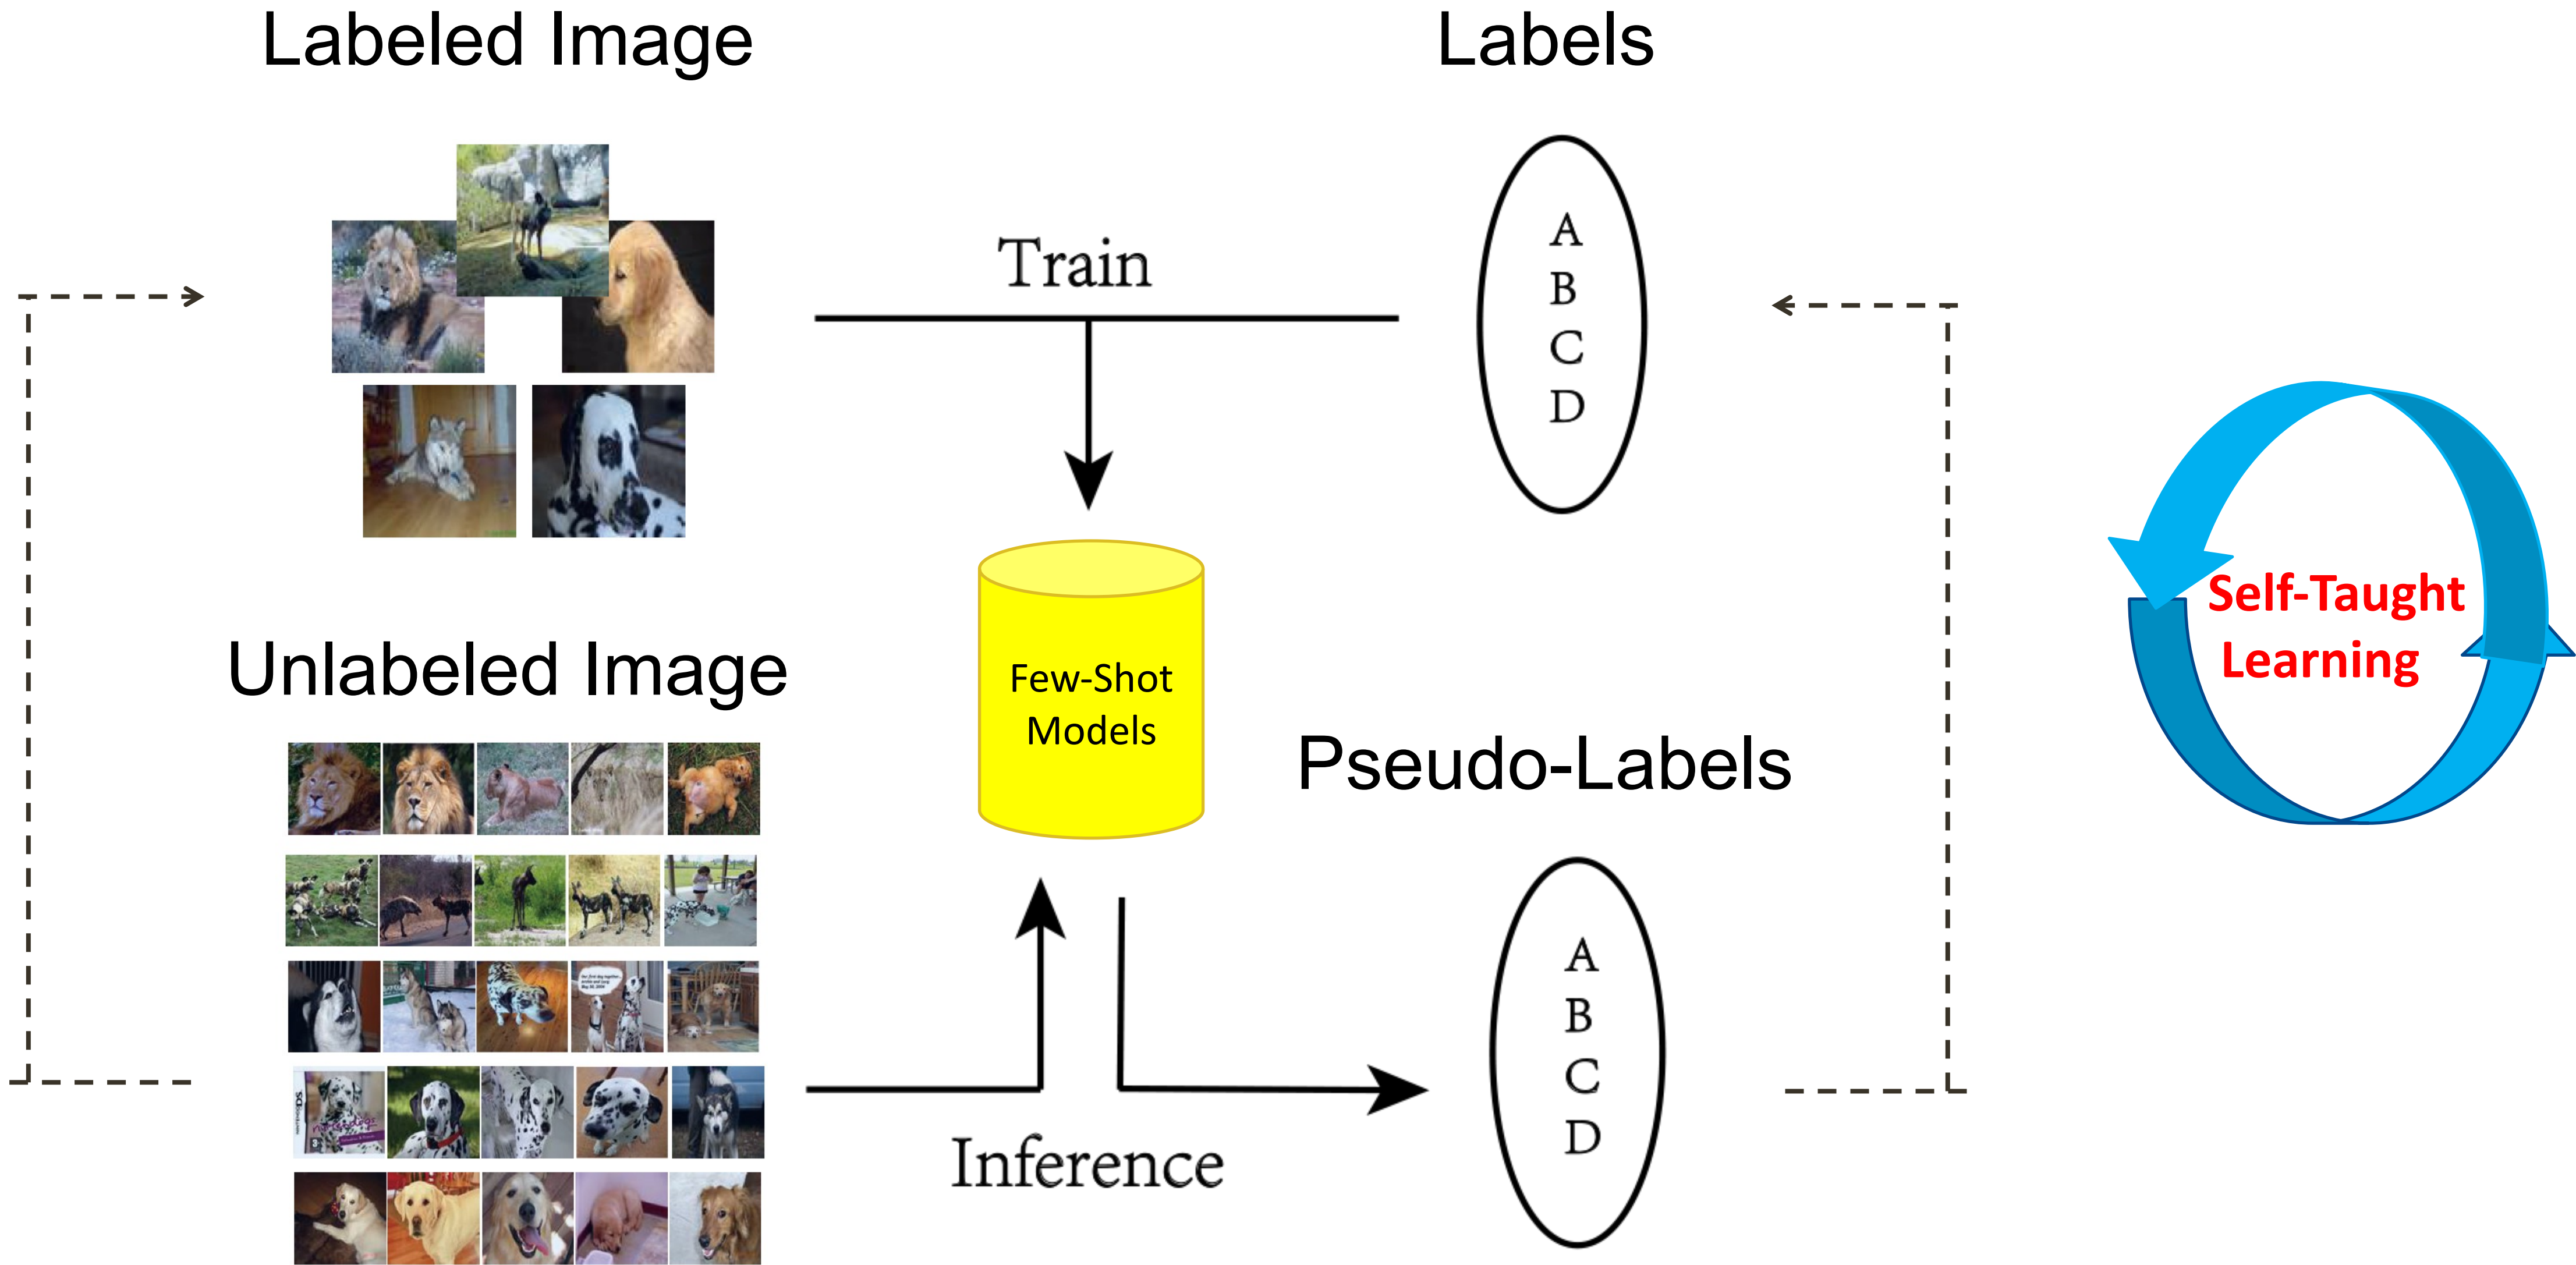 Labeled Image
Labels
Train
A
B
C
D
Unlabeled Image
Few-Shot
Models
Pseudo-Labels
Self-Taught
Learning
A
B
C
D
Inference